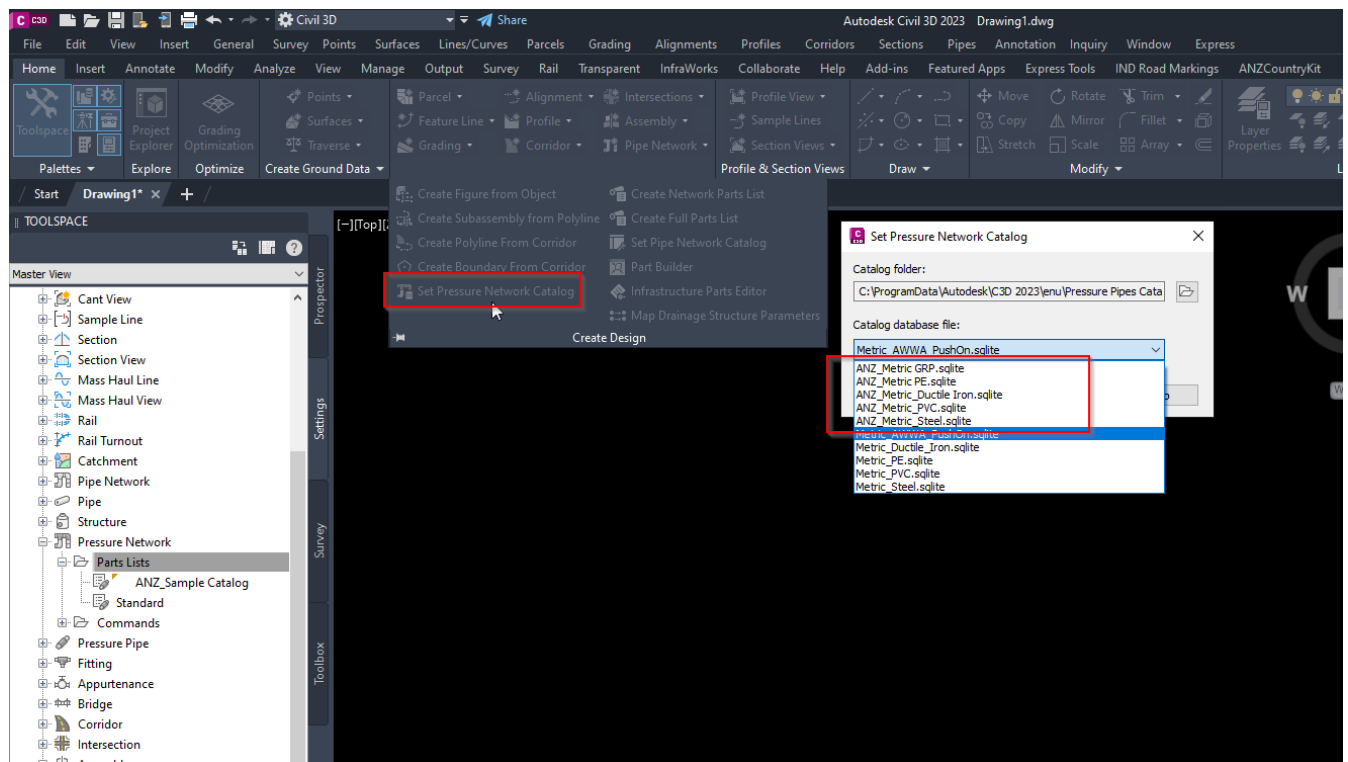 C C3D Civil 3D Share Autodesk Civil 3D 2023 Drawing1.dwg
File Edit View Insert General Survey Points Surfaces Lines/Curves Parcels Grading Alignments Profiles Corridors Sections Pipes Annotation Inquiry Window Express
Home Insert Annotate Modify Analyze View Manage Output Survey Rail Transparent InfraWorks Collaborate Help Add-ins Featured Apps Express Tools IND Road Markings ANZCountryKit
Points Parcel Alignment Intersections Profile View Move Rotate Trim
Toolspace Project Explorer Grading Optimization Surfaces Feature Line Profile Assembly Sample Lines Copy Mirror Fillet Layer Properties
Traverse Grading Corridor Pipe Network Section Views Stretch Scale Array
Palettes Explore Optimize Create Ground Data Profile & Section Views Draw Modify
Start Drawing1* Create Figure from Object Create Network Parts List
TOOLSPACE [−][Top][ Create Subassembly from Polyline Create Full Parts List
Create Polyline From Corridor Set Pipe Network Catalog
Create Boundary From Corridor Part Builder
Set Pressure Network Catalog Infrastructure Parts Editor
Map Drainage Structure Parameters
Create Design
Master View
Cant View
Sample Line
Section
Section View
Mass Haul Line
Mass Haul View
Rail
Rail Turnout
Catchment
Pipe Network
Pipe
Structure
Pressure Network
Parts Lists
ANZ_Sample Catalog
Standard
Commands
Pressure Pipe
Fitting
Appurtenance
Bridge
Corridor
Intersection
Prospector
Settings
Survey
Toolbox
Set Pressure Network Catalog
Catalog folder:
C:\ProgramData\Autodesk\C3D 2023\enu\Pressure Pipes Cata
Catalog database file:
Metric_AWWA_PushOn.sqlite
ANZ_Metric GRP.sqlite
ANZ_Metric PE.sqlite
ANZ_Metric_Ductile Iron.sqlite
ANZ_Metric_PVC.sqlite
ANZ_Metric_Steel.sqlite
Metric_AWWA_PushOn.sqlite
Metric_Ductile_Iron.sqlite
Metric_PE.sqlite
Metric_PVC.sqlite
Metric_Steel.sqlite
W